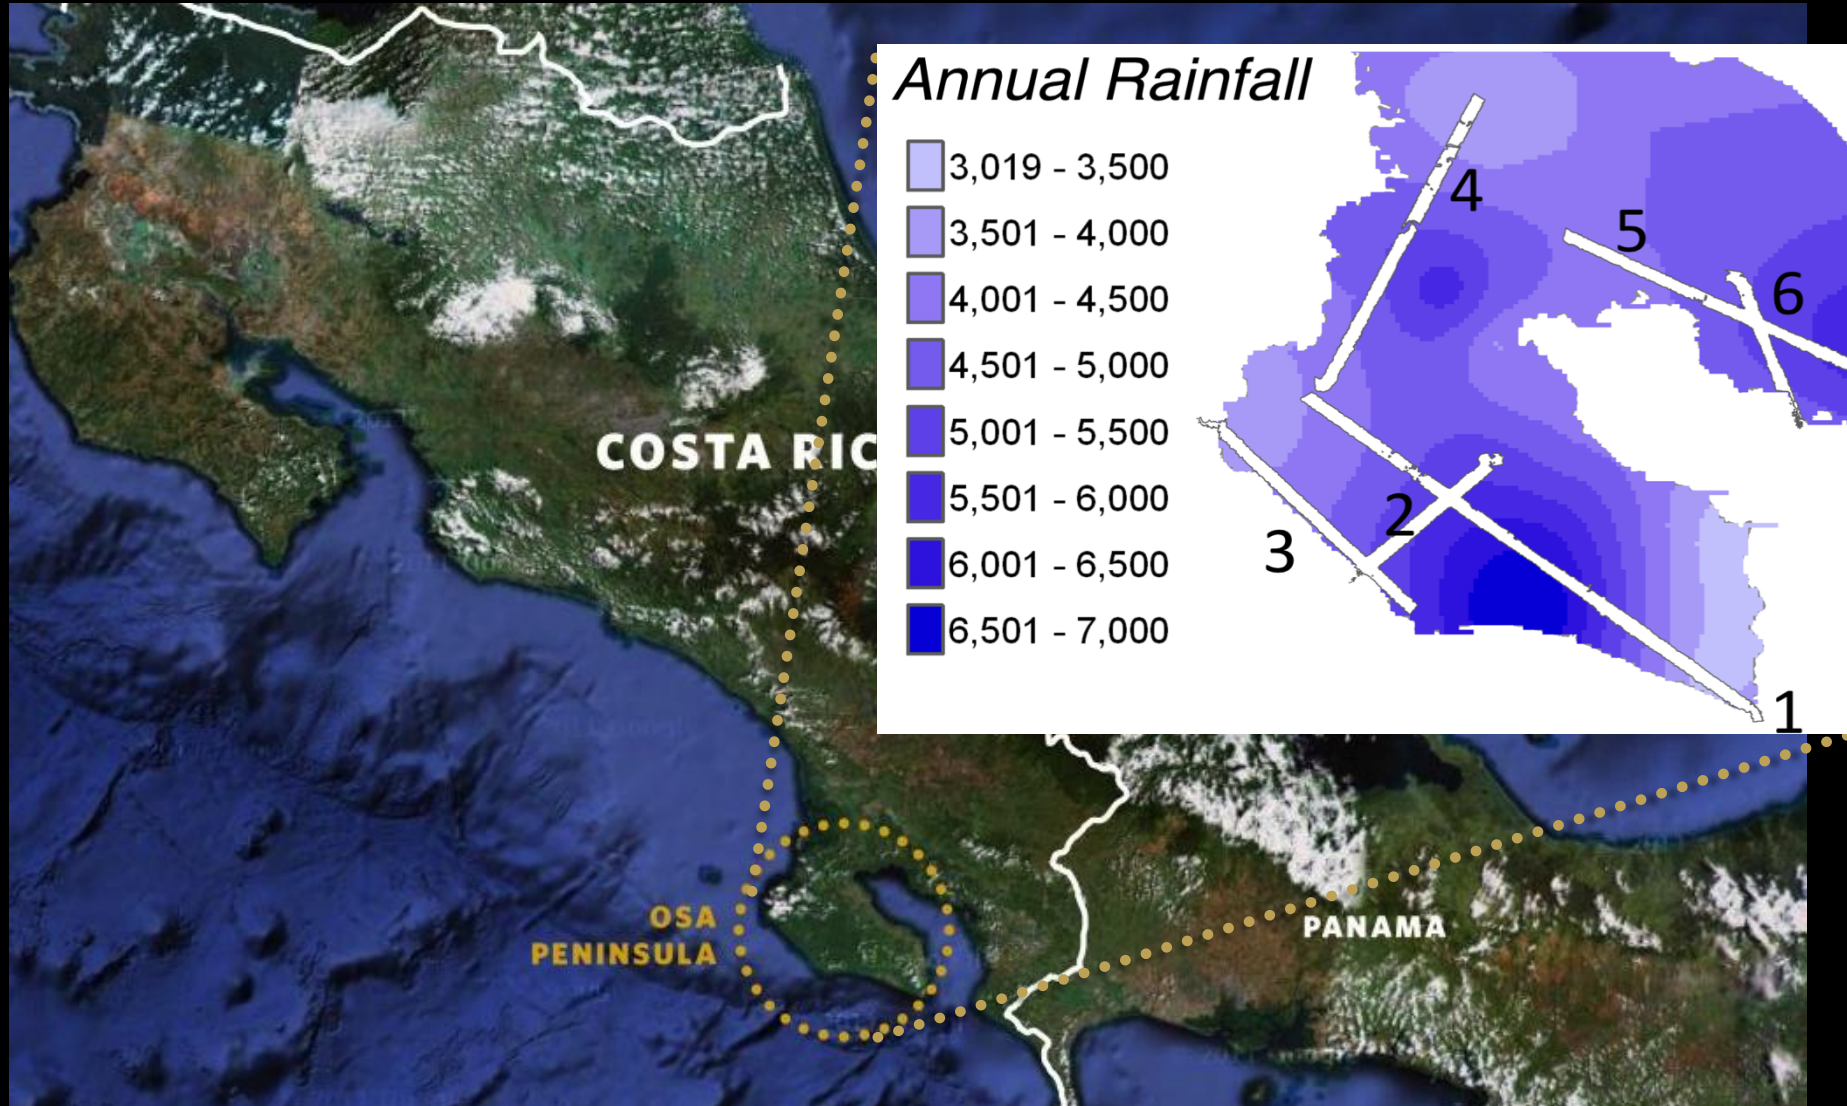 Annual Rainfall
3,019 - 3,500
3,501 - 4,000
4,001 - 4,500
4,501 - 5,000
5,001 - 5,500
5,501 - 6,000
6,001 - 6,500
6,501 - 7,000
4
5
6
2
3
1
COSTA RIC
OSA
PENINSULA
PANAMA